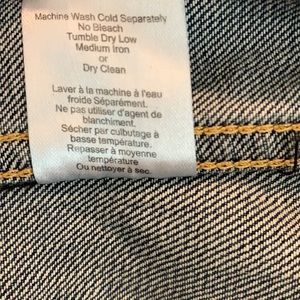 Machine Wash Cold Separately
No Bleach
Tumble Dry Low
Medium Iron
or
Dry Clean
Laver à la machine à l'eau
froide Séparément.
Ne pas utiliser d'agent de
blanchiment.
Sécher par culbutage à
basse température.
Repasser à moyenne
température
Ou nettoyer à sec.